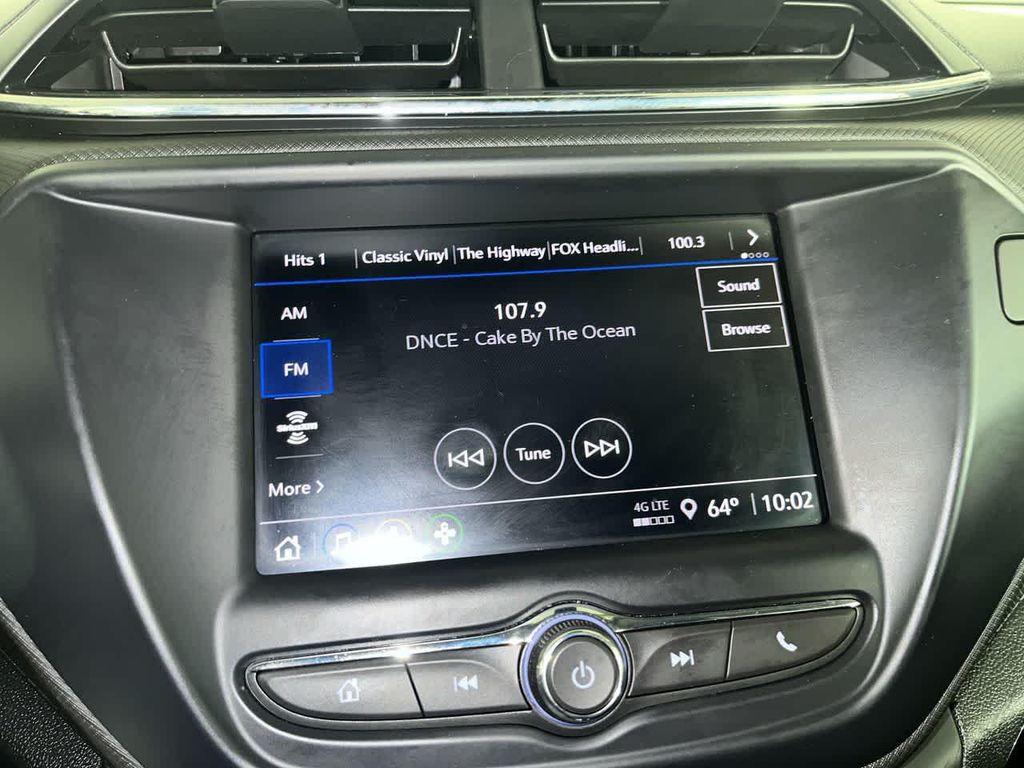 Hits 1
Classic Vinyl
The Highway
FOX Headli...
100.3
AM
107.9
Sound
DNCE - Cake By The Ocean
Browse
FM
SiriusXM
Tune
More
4G LTE
64°
10:02